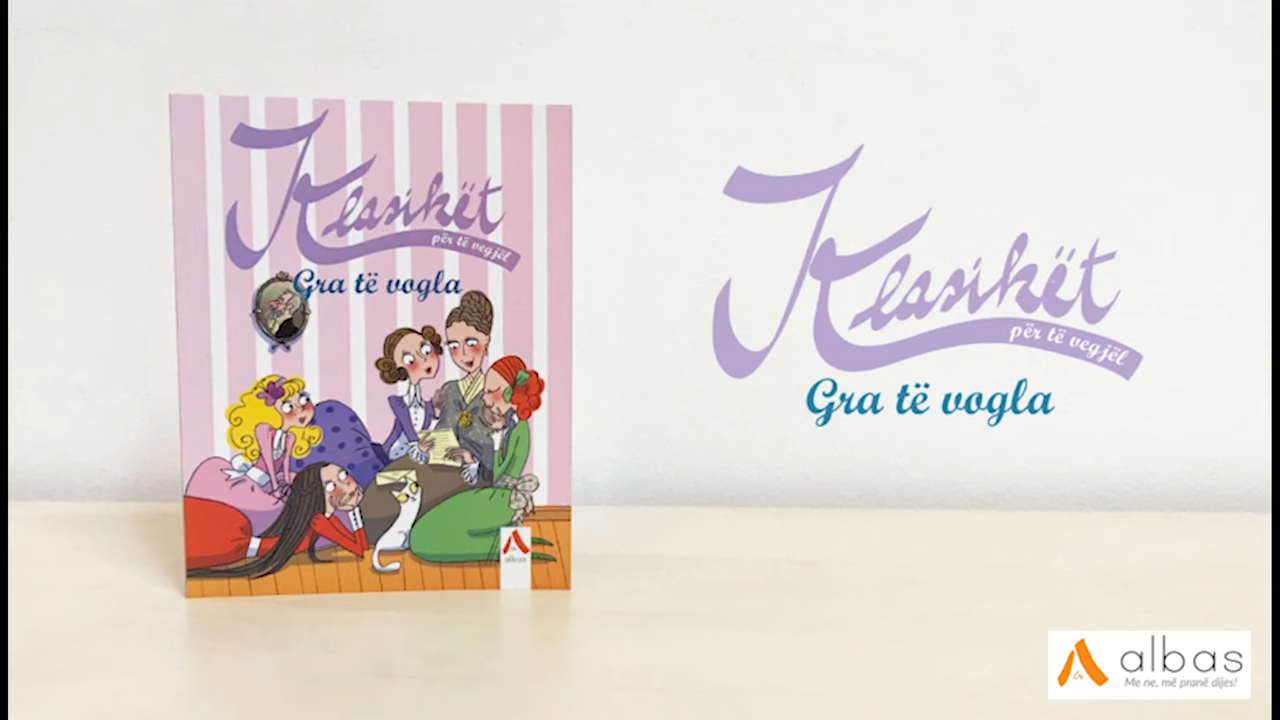 Klasikët
për të vegjël
Gra të vogla
albas
Klasikët
për të vegjël
Gra të vogla
albas
Me ne, më pranë dijes!